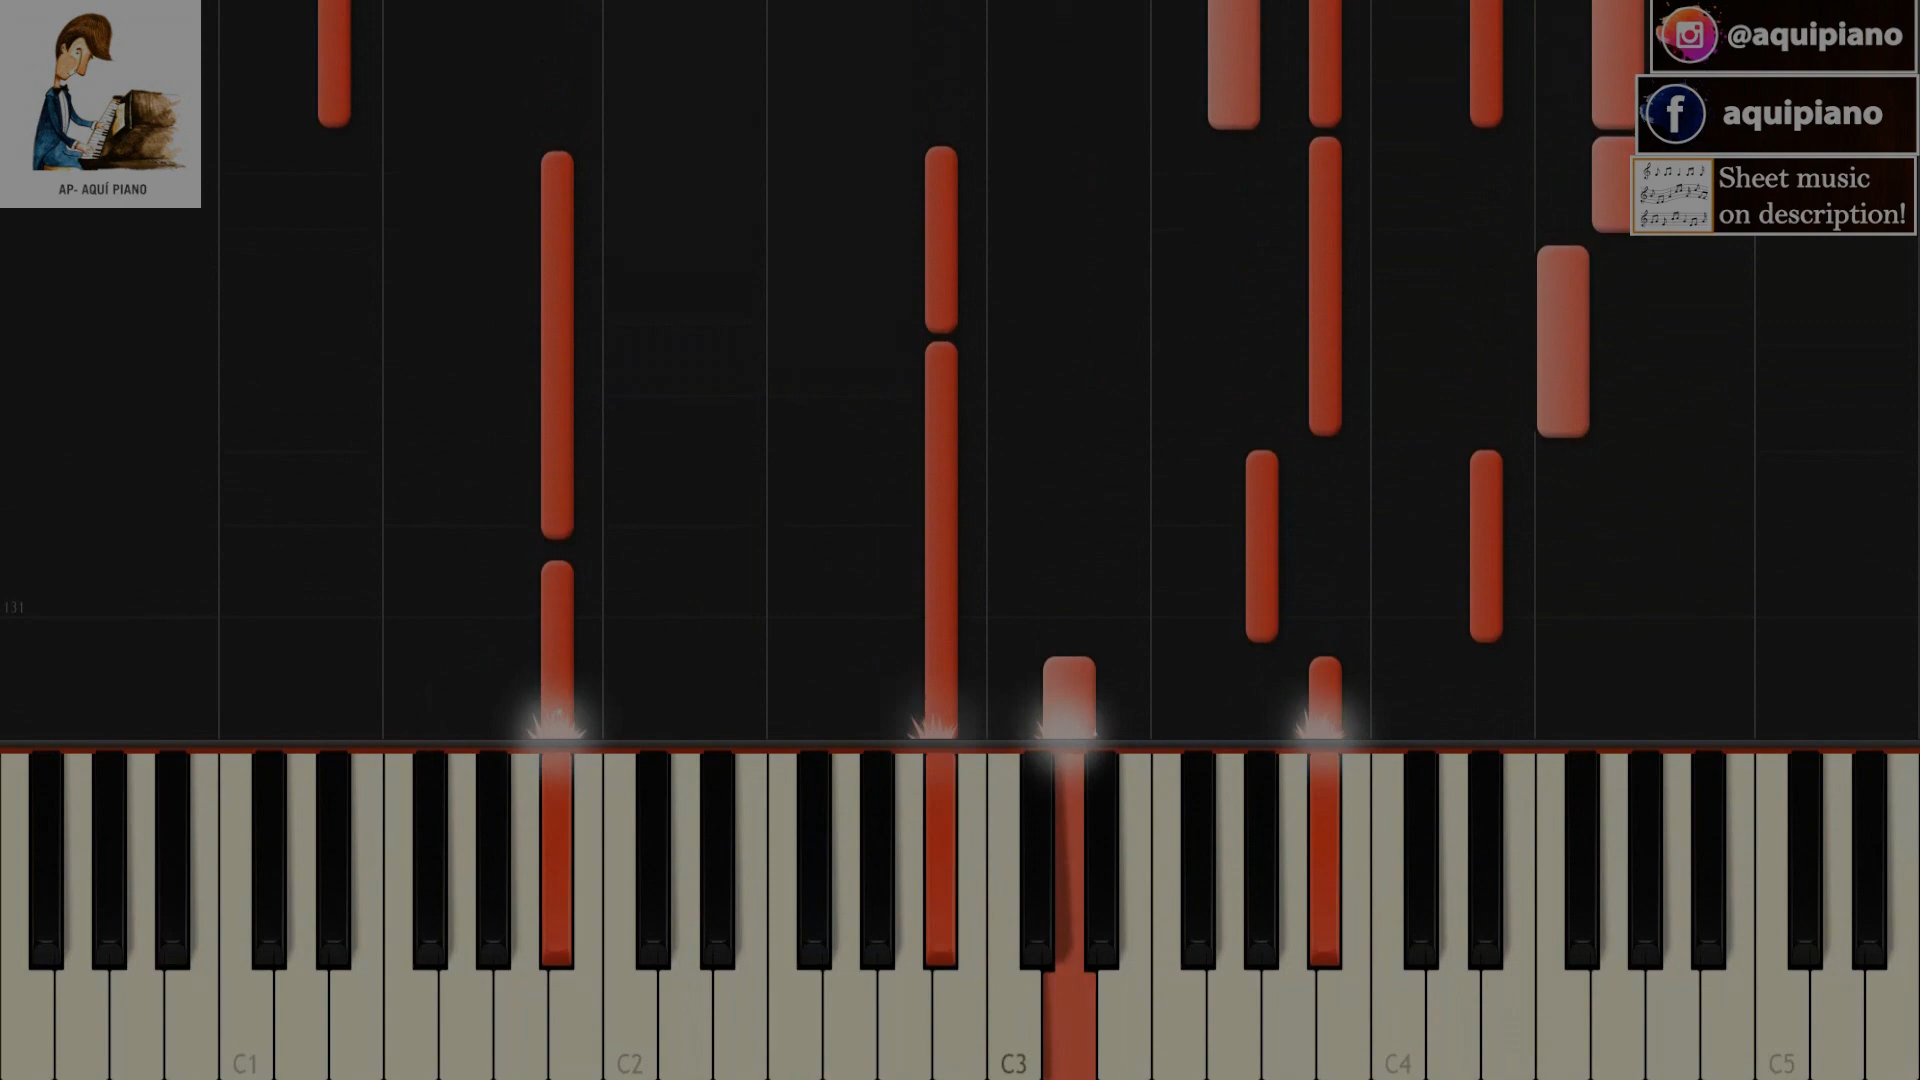 AP- AQUÍ PIANO
@aquipiano
f
aquipiano
Sheet music
on description!
131
C1
C2
C3
C4
C5